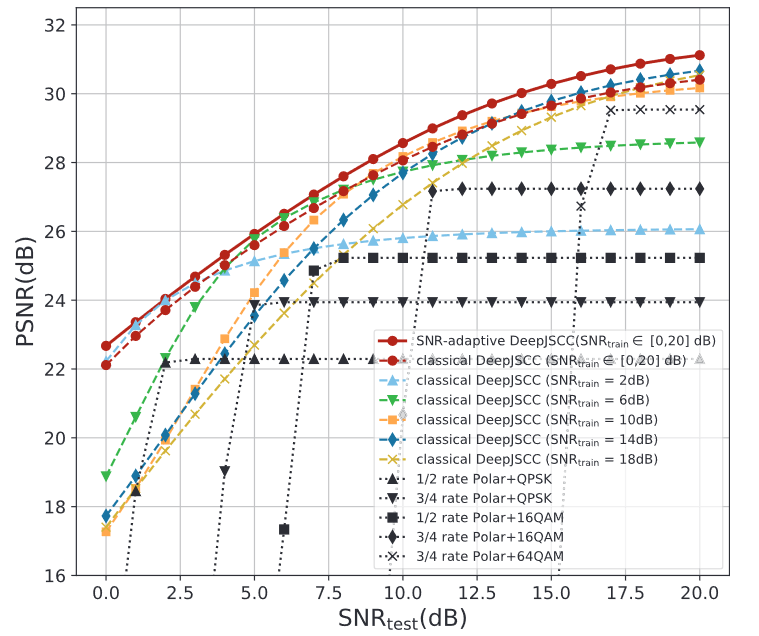 32
30
28
26
24
22
20
18
16
PSNR(dB)
SNR-adaptive DeepJSCC(SNRtrain ∈ [0,20] dB)
classical DeepJSCC (SNRtrain ∈ [0,20] dB)
classical DeepJSCC (SNRtrain = 2dB)
classical DeepJSCC (SNRtrain = 6dB)
classical DeepJSCC (SNRtrain = 10dB)
classical DeepJSCC (SNRtrain = 14dB)
classical DeepJSCC (SNRtrain = 18dB)
1/2 rate Polar+QPSK
3/4 rate Polar+QPSK
1/2 rate Polar+16QAM
3/4 rate Polar+16QAM
3/4 rate Polar+64QAM
0.0 2.5 5.0 7.5 10.0 12.5 15.0 17.5 20.0
SNRtest(dB)